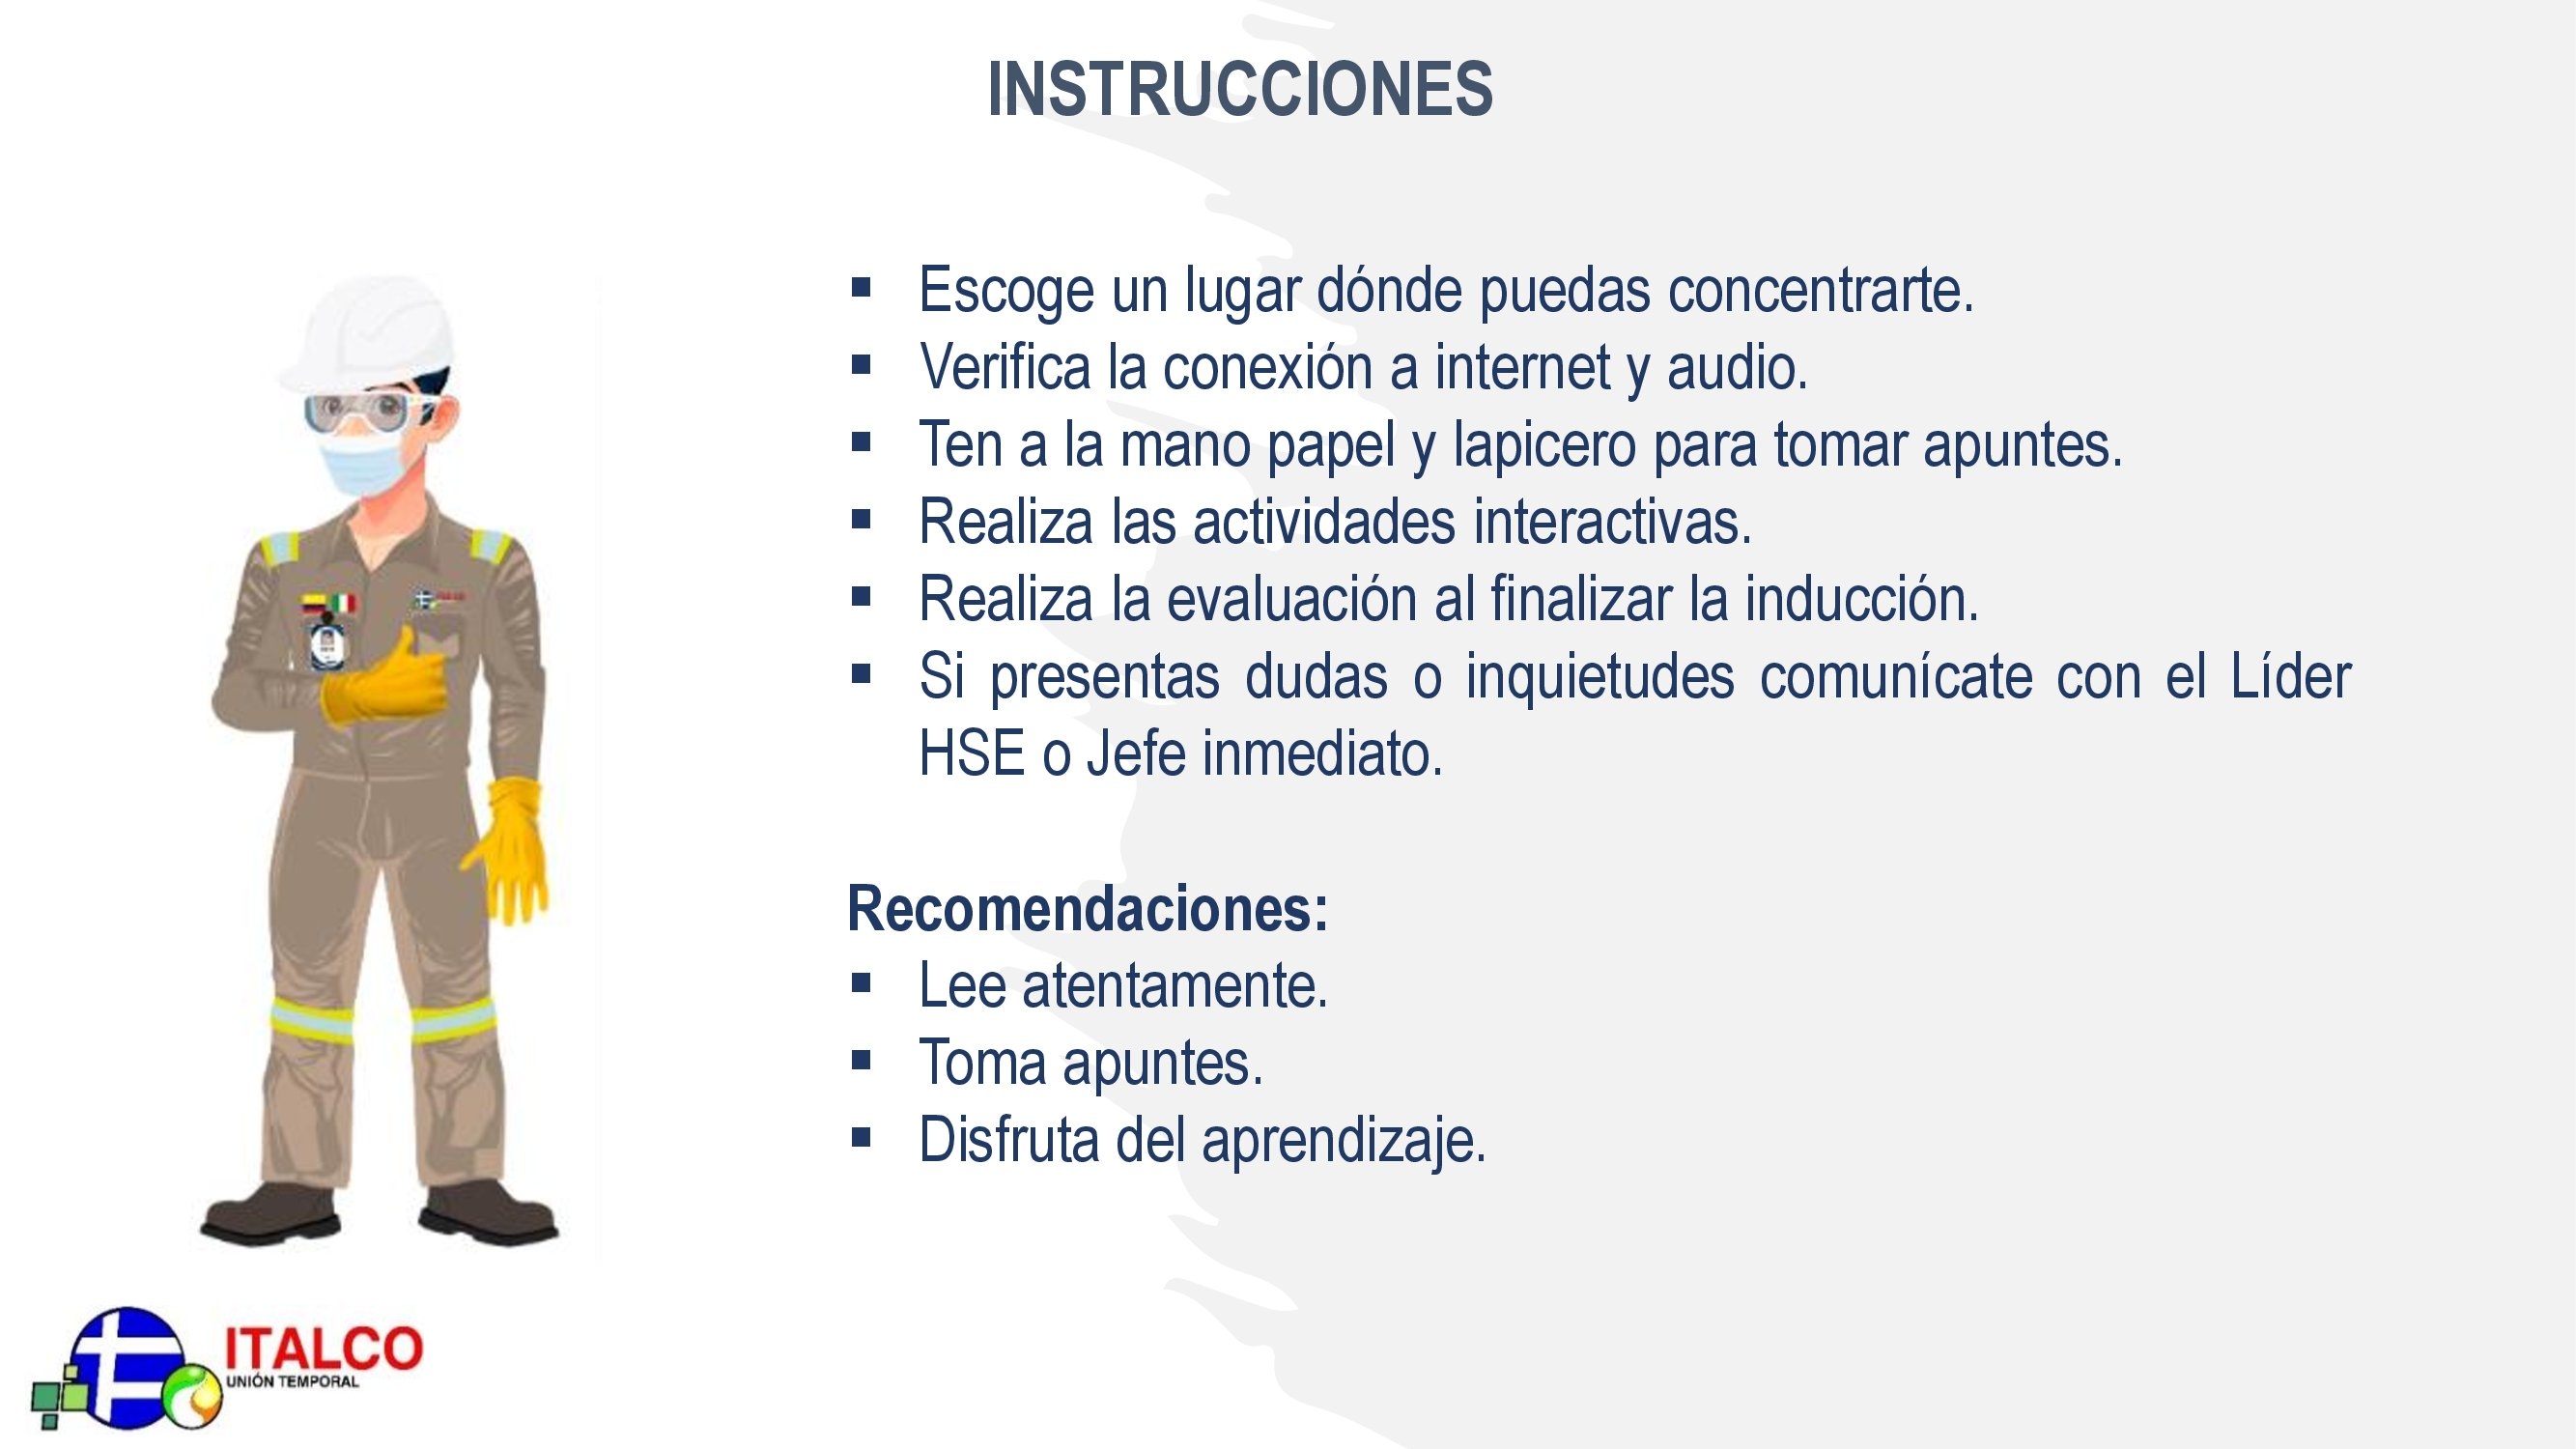 INSTRUCCIONES
▪ Escoge un lugar dónde puedas concentrarte.
▪ Verifica la conexión a internet y audio.
▪ Ten a la mano papel y lapicero para tomar apuntes.
▪ Realiza las actividades interactivas.
▪ Realiza la evaluación al finalizar la inducción.
▪ Si presentas dudas o inquietudes comunícate con el Líder
HSE o Jefe inmediato.
Recomendaciones:
▪ Lee atentamente.
▪ Toma apuntes.
▪ Disfruta del aprendizaje.
ITALCO
UNIÓN TEMPORAL